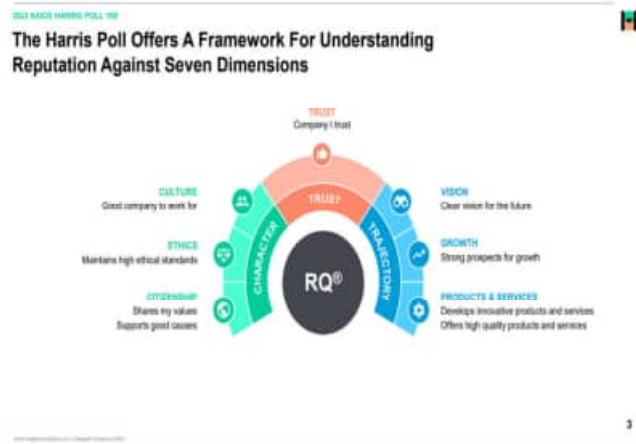 2023 AXIOS HARRIS POLL 100
The Harris Poll Offers A Framework For Understanding
Reputation Against Seven Dimensions
TRUST
Company I trust
CULTURE
Good company to work for
ETHICS
Maintains high ethical standards
CITIZENSHIP
Shares my values
Supports good causes
CHARACTER
TRUST
TRAJECTORY
RQ®
VISION
Clear vision for the future
GROWTH
Strong prospects for growth
PRODUCTS & SERVICES
Develops innovative products and services
Offers high quality products and services
3